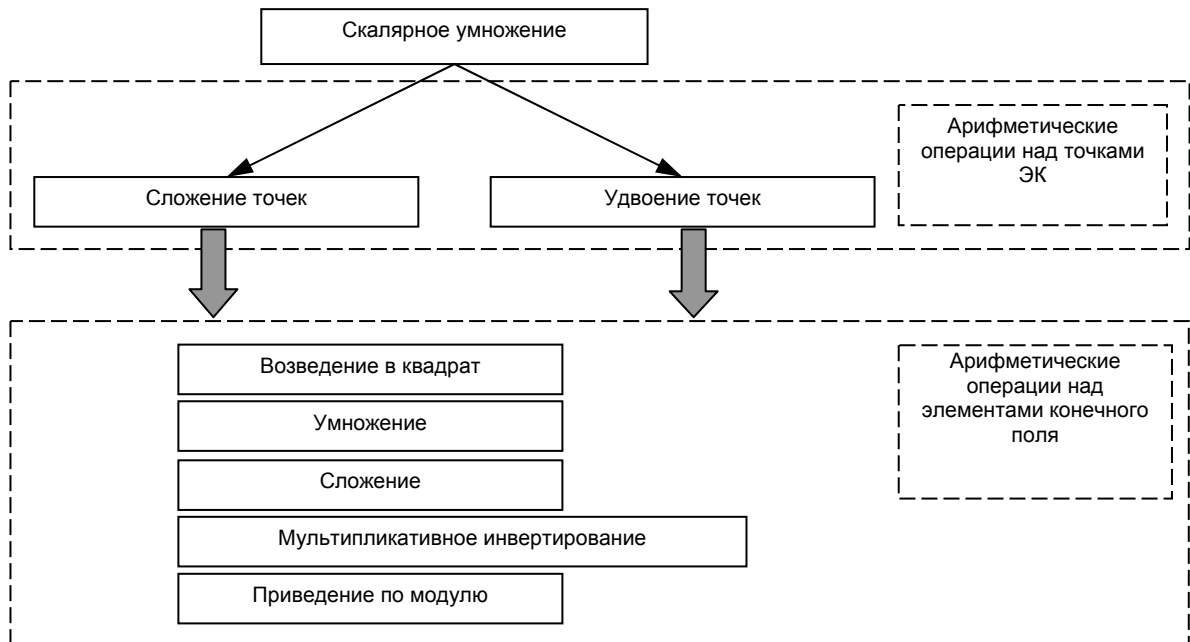 Скалярное умножение
Арифметические
операции над точками
ЭК
Сложение точек
Удвоение точек
Возведение в квадрат
Умножение
Сложение
Мультипликативное инвертирование
Приведение по модулю
Арифметические
операции над
элементами конечного
поля